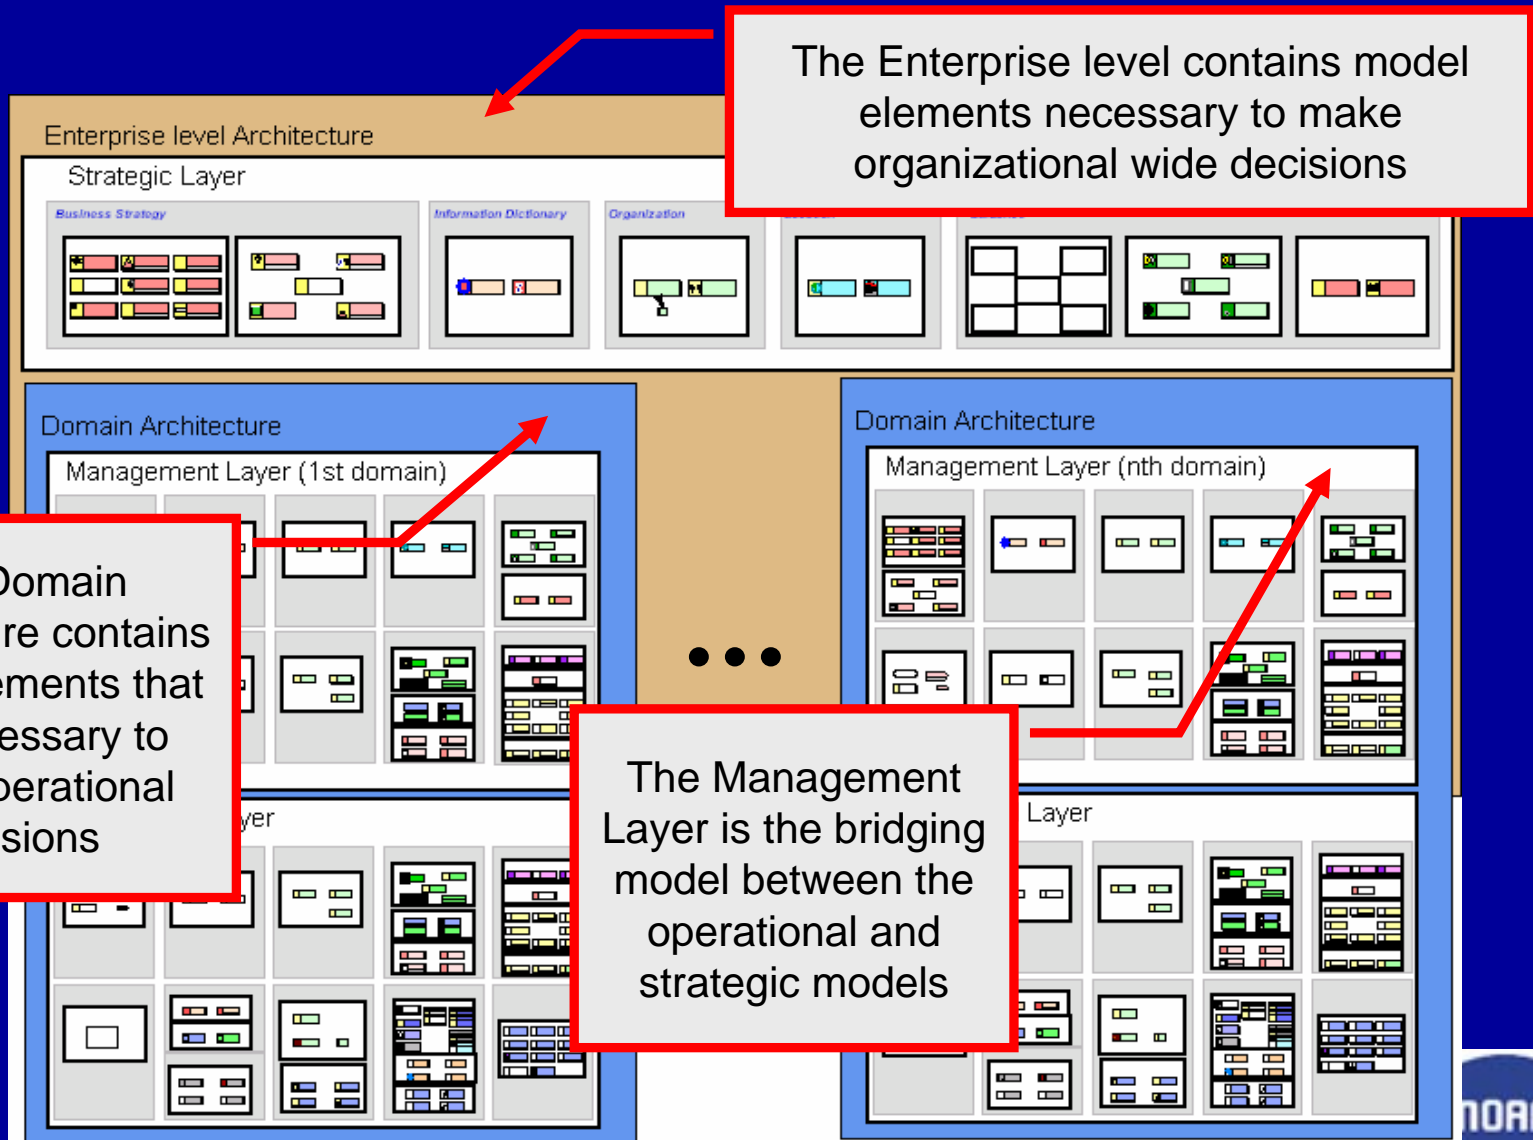 The Enterprise level contains model
elements necessary to make
organizational wide decisions
Enterprise level Architecture
Strategic Layer
Business Strategy
Information Dictionary
Organization
Domain Architecture
Management Layer (1st domain)
Domain Architecture
Management Layer (nth domain)
Domain
re contains
ements that
essary to
perational
sions
The Management
Layer is the bridging
model between the
operational and
strategic models
yer
Layer
NOA